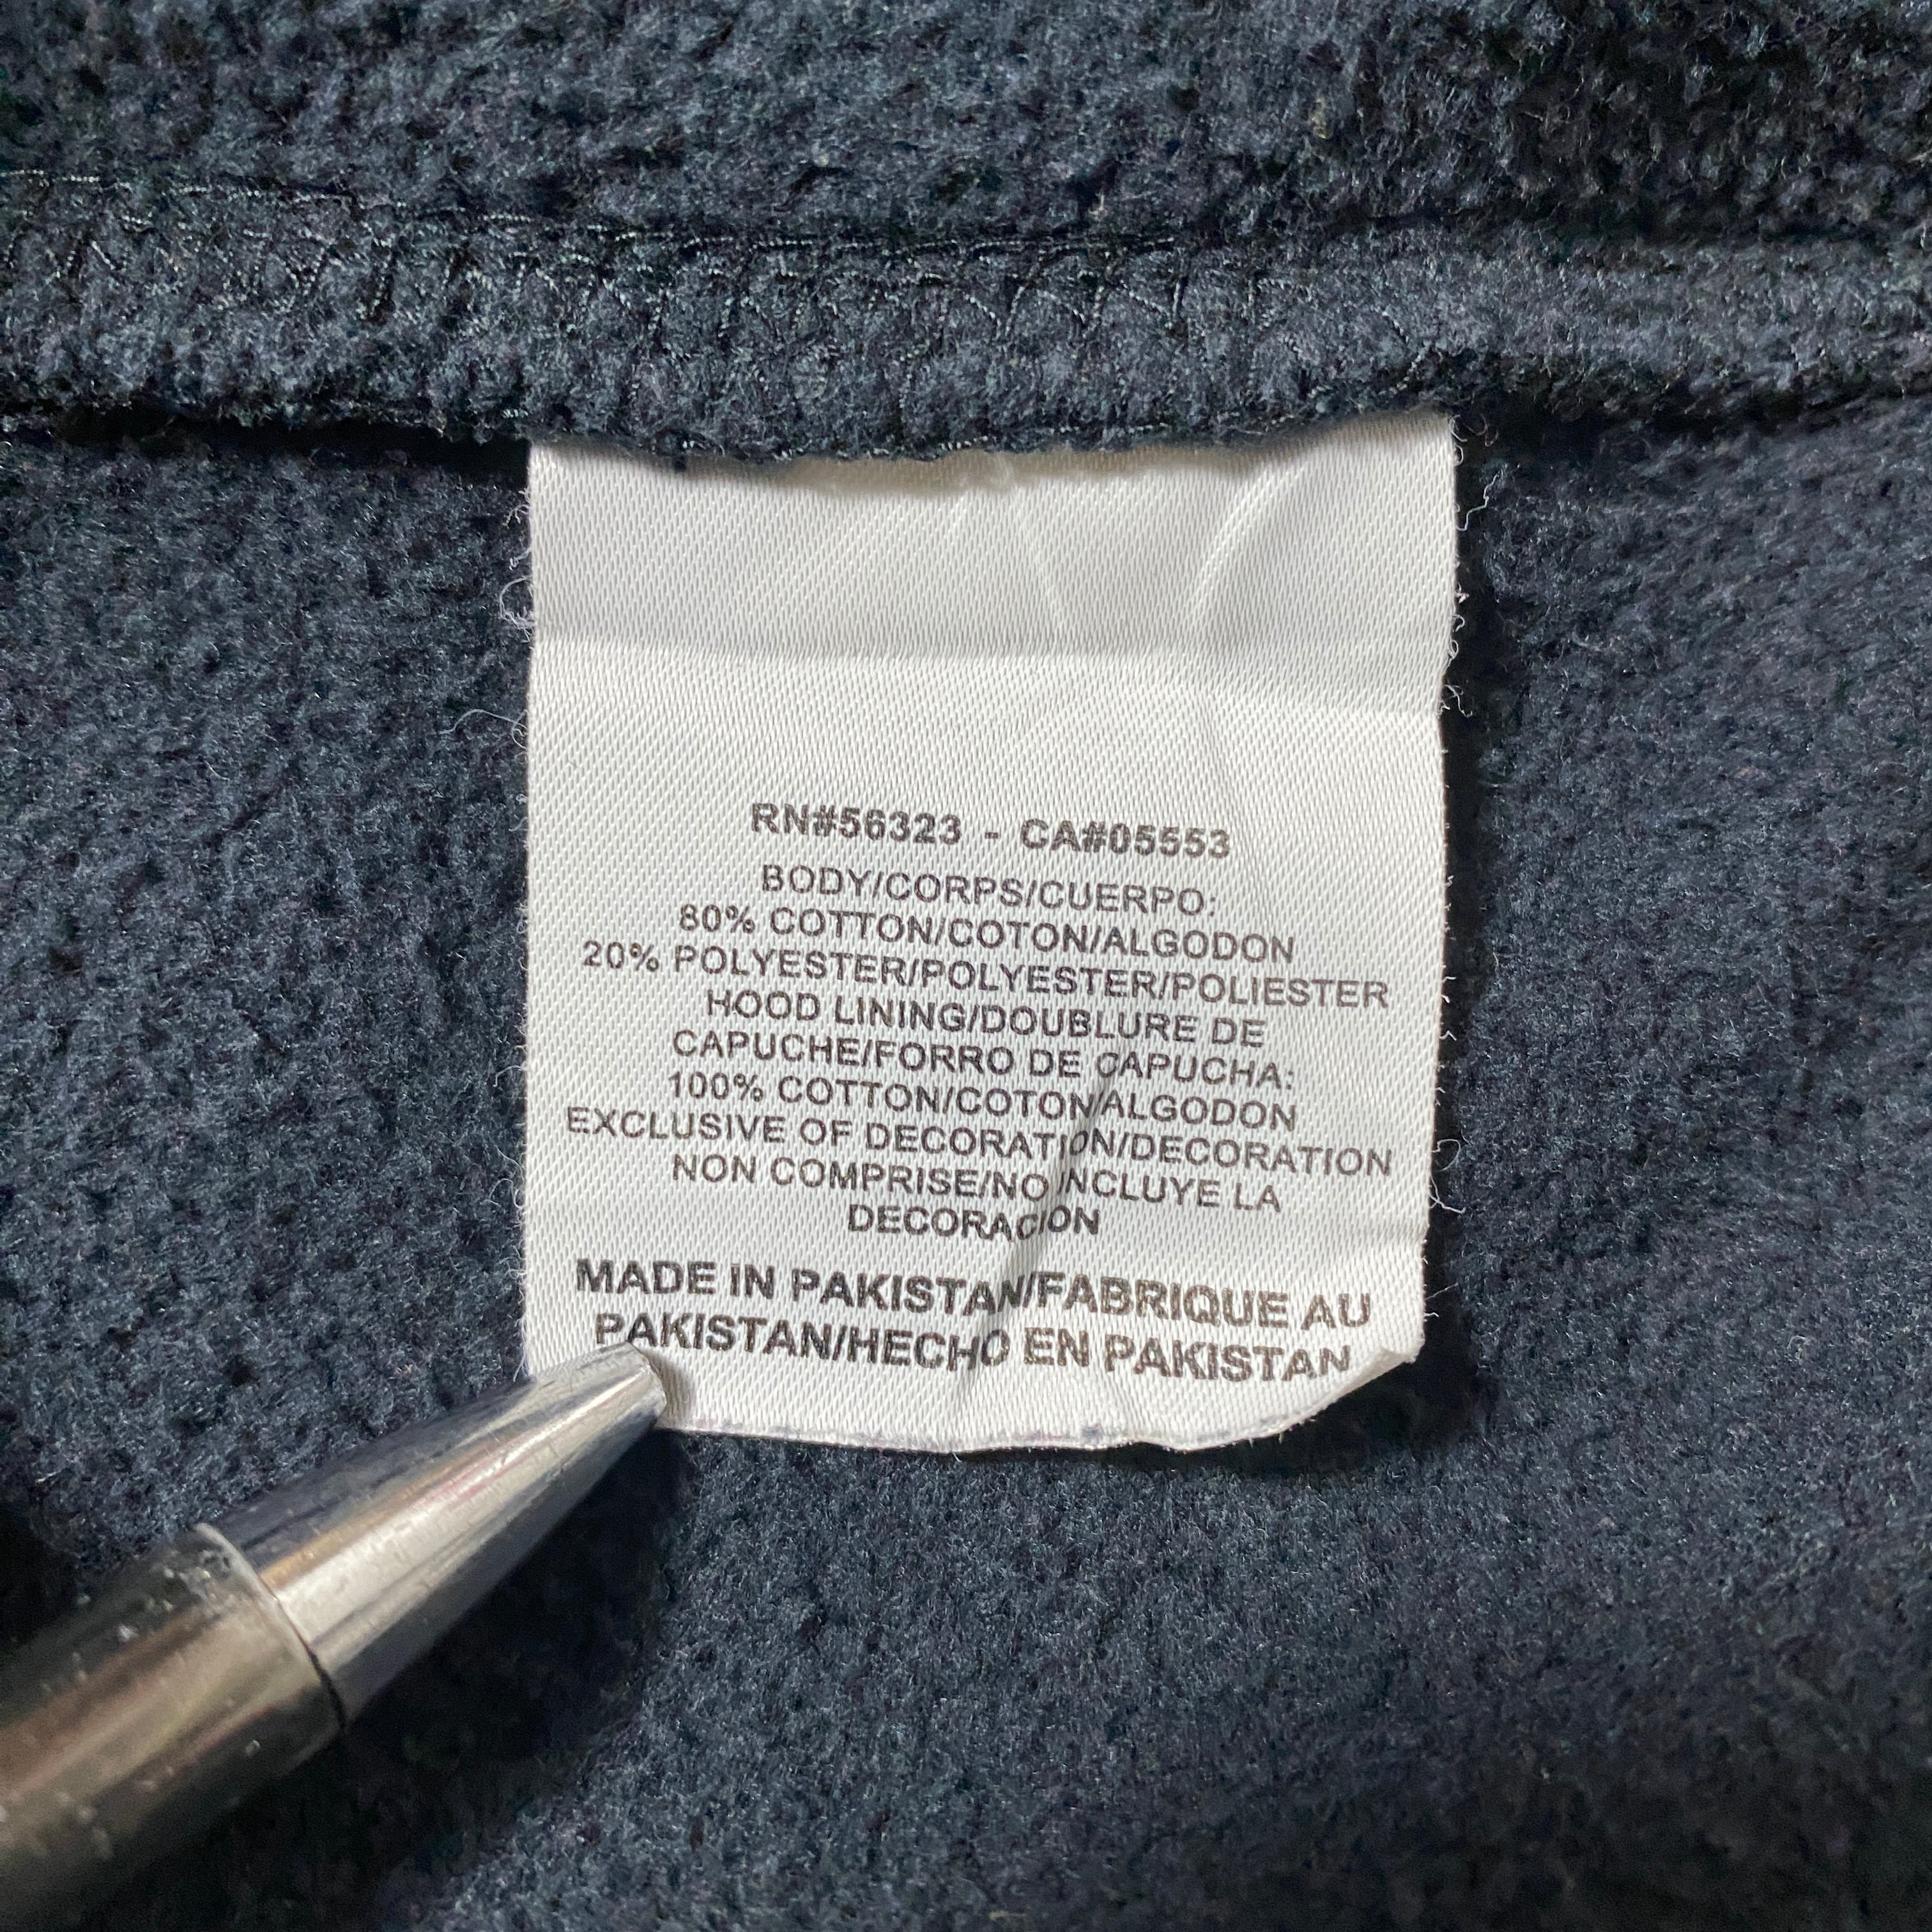 RN#56323 - CA#05553
BODY/CORPS/CUERPO:
80% COTTON/COTON/ALGODON
20% POLYESTER/POLYESTER/POLIESTER
HOOD LINING/DOUBLURE DE
CAPUCHE/FORRO DE CAPUCHA:
100% COTTON/COTON/ALGODON
EXCLUSIVE OF DECORATION/DECORATION
NON COMPRISE/NO INCLUYE LA
DECORACION
MADE IN PAKISTAN/FABRIQUE AU
PAKISTAN/HECHO EN PAKISTAN